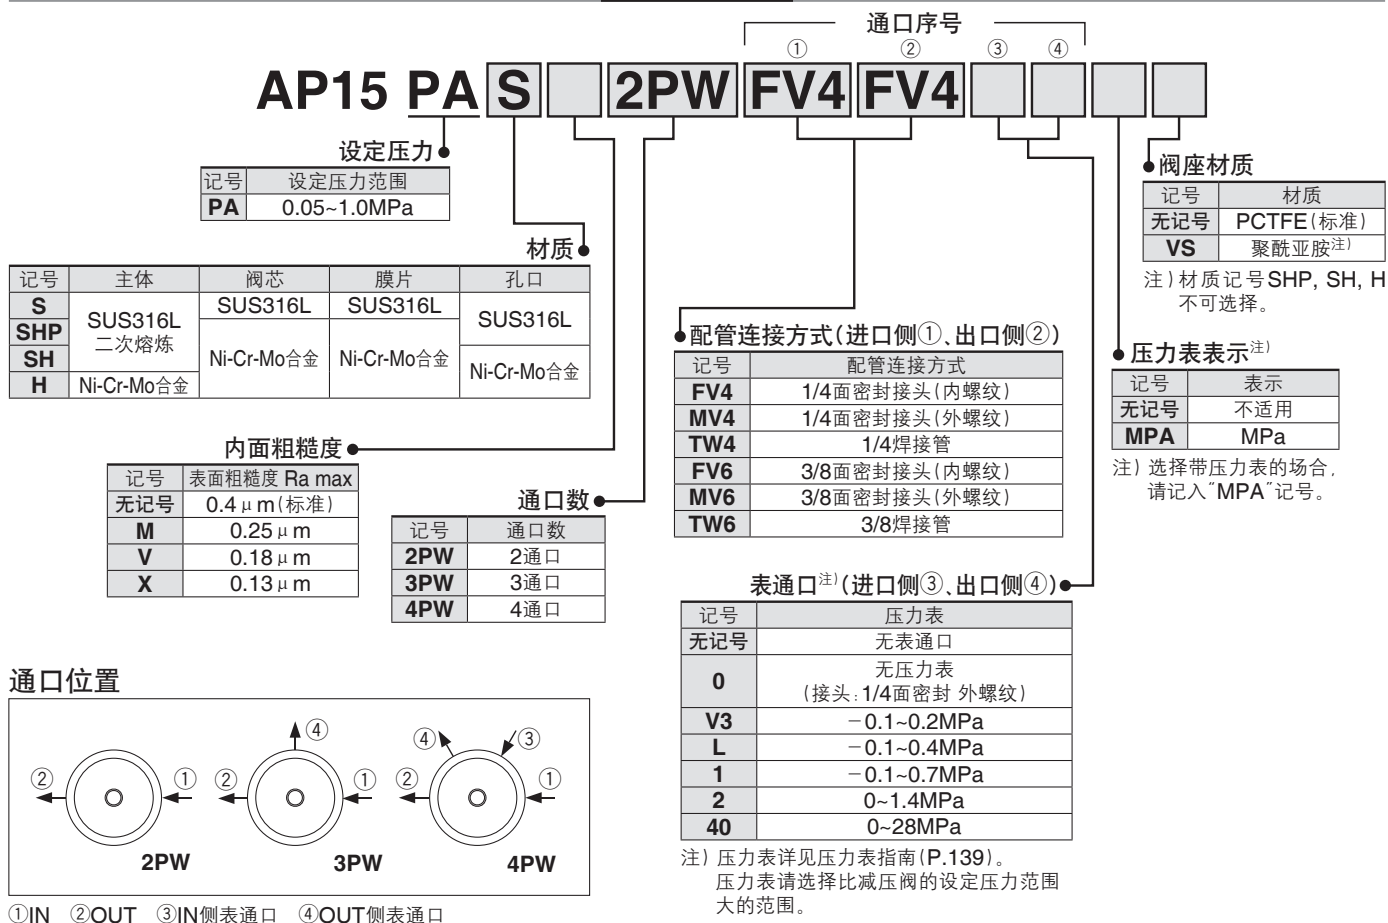 通口序号
① ② ③ ④
AP15 PA S 2PW FV4 FV4
设定压力
记号 设定压力范围
PA 0.05~1.0MPa
材质
记号 主体 阀芯 膜片 孔口
S SUS316L 二次熔炼 SUS316L SUS316L SUS316L
SHP Ni-Cr-Mo合金 Ni-Cr-Mo合金
SH Ni-Cr-Mo合金
H Ni-Cr-Mo合金
内面粗糙度
记号 表面粗糙度 Ra max
无记号 0.4μm(标准)
M 0.25μm
V 0.18μm
X 0.13μm
通口数
记号 通口数
2PW 2通口
3PW 3通口
4PW 4通口
配管连接方式(进口侧①、出口侧②)
记号 配管连接方式
FV4 1/4面密封接头(内螺纹)
MV4 1/4面密封接头(外螺纹)
TW4 1/4焊接管
FV6 3/8面密封接头(内螺纹)
MV6 3/8面密封接头(外螺纹)
TW6 3/8焊接管
表通口注)(进口侧③、出口侧④)
记号 压力表
无记号 无表通口
0 无压力表
(接头:1/4面密封 外螺纹)
V3 −0.1~0.2MPa
L −0.1~0.4MPa
1 −0.1~0.7MPa
2 0~1.4MPa
40 0~28MPa
注) 压力表详见压力表指南(P.139)。
压力表请选择比减压阀的设定压力范围
大的范围。
阀座材质
记号 材质
无记号 PCTFE(标准)
VS 聚酰亚胺注)
注)材质记号SHP, SH, H
不可选择。
压力表表示注)
记号 表示
无记号 不适用
MPA MPa
注) 选择带压力表的场合,
请记入"MPA"记号。
通口位置
② ① 2PW
④ ② ① 3PW
④ ③ ② ① 4PW
①IN ②OUT ③IN侧表通口 ④OUT侧表通口